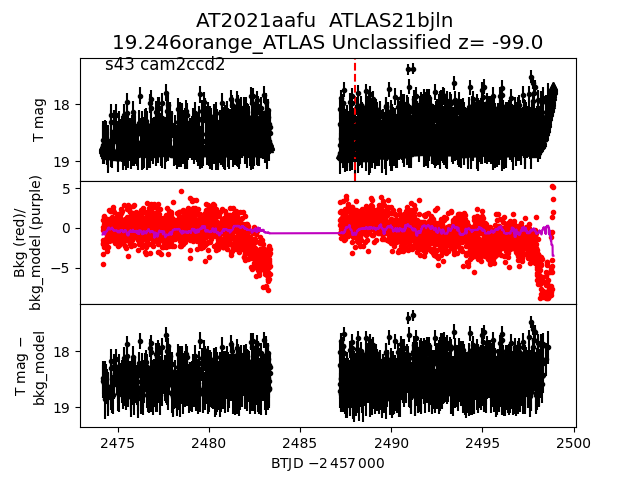 AT2021aafu  ATLAS21bjln
19.246orange_ATLAS Unclassified z= -99.0
s43 cam2ccd2
T mag
18
19
Bkg (red)/
bkg_model (purple)
5
0
−5
T mag −
bkg_model
18
19
2475 2480 2485 2490 2495 2500
BTJD −2 457 000